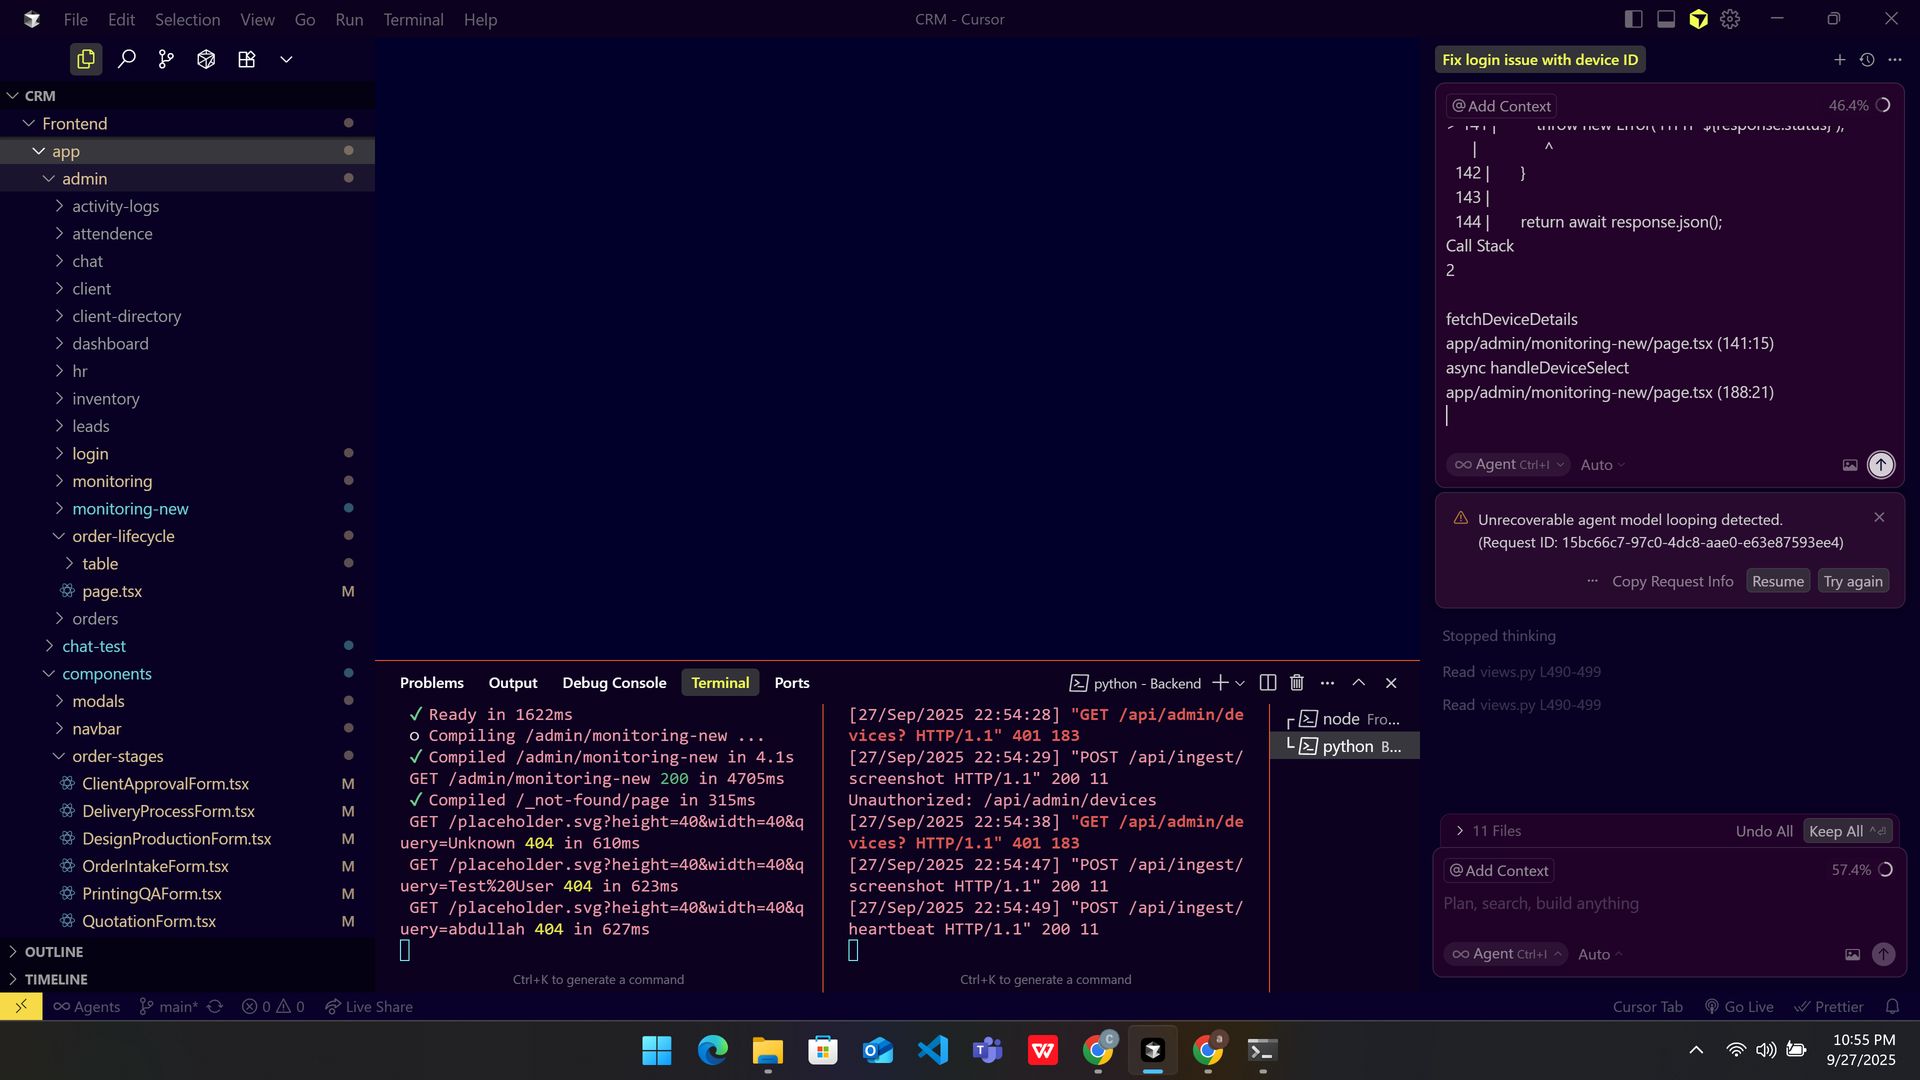 File Edit Selection View Go Run Terminal Help
CRM - Cursor
CRM
Frontend
app
admin
activity-logs
attendence
chat
client
client-directory
dashboard
hr
inventory
leads
login
monitoring
monitoring-new
order-lifecycle
table
page.tsx M
orders
chat-test
components
modals
navbar
order-stages
ClientApprovalForm.tsx M
DeliveryProcessForm.tsx M
DesignProductionForm.tsx M
OrderIntakeForm.tsx M
PrintingQAForm.tsx M
QuotationForm.tsx M
OUTLINE
TIMELINE
Problems Output Debug Console Terminal Ports
python - Backend
✓ Ready in 1622ms
○ Compiling /admin/monitoring-new ...
✓ Compiled /admin/monitoring-new in 4.1s
GET /admin/monitoring-new 200 in 4705ms
✓ Compiled /_not-found/page in 315ms
GET /placeholder.svg?height=40&width=40&q
uery=Unknown 404 in 610ms
GET /placeholder.svg?height=40&width=40&q
uery=Test%20User 404 in 623ms
GET /placeholder.svg?height=40&width=40&q
uery=abdullah 404 in 627ms
Ctrl+K to generate a command
[27/Sep/2025 22:54:28] "GET /api/admin/de
vices? HTTP/1.1" 401 183
[27/Sep/2025 22:54:29] "POST /api/ingest/
screenshot HTTP/1.1" 200 11
Unauthorized: /api/admin/devices
[27/Sep/2025 22:54:38] "GET /api/admin/de
vices? HTTP/1.1" 401 183
[27/Sep/2025 22:54:47] "POST /api/ingest/
screenshot HTTP/1.1" 200 11
[27/Sep/2025 22:54:49] "POST /api/ingest/
heartbeat HTTP/1.1" 200 11
Ctrl+K to generate a command
node Fro...
python B...
Fix login issue with device ID
@ Add Context 46.4%
> 141 | throw new Error(`HTTP ${response.status}`);
| ^
142 | }
143 |
144 | return await response.json();
Call Stack
2
fetchDeviceDetails
app/admin/monitoring-new/page.tsx (141:15)
async handleDeviceSelect
app/admin/monitoring-new/page.tsx (188:21)
Agent Ctrl+I Auto
Unrecoverable agent model looping detected.
(Request ID: 15bc66c7-97c0-4dc8-aae0-e63e87593ee4)
Copy Request Info Resume Try again
Stopped thinking
Read views.py L490-499
Read views.py L490-499
11 Files Undo All Keep All
@ Add Context 57.4%
Plan, search, build anything
Agent Ctrl+I Auto
Agents main* 0 0 Live Share
Cursor Tab Go Live Prettier
10:55 PM
9/27/2025